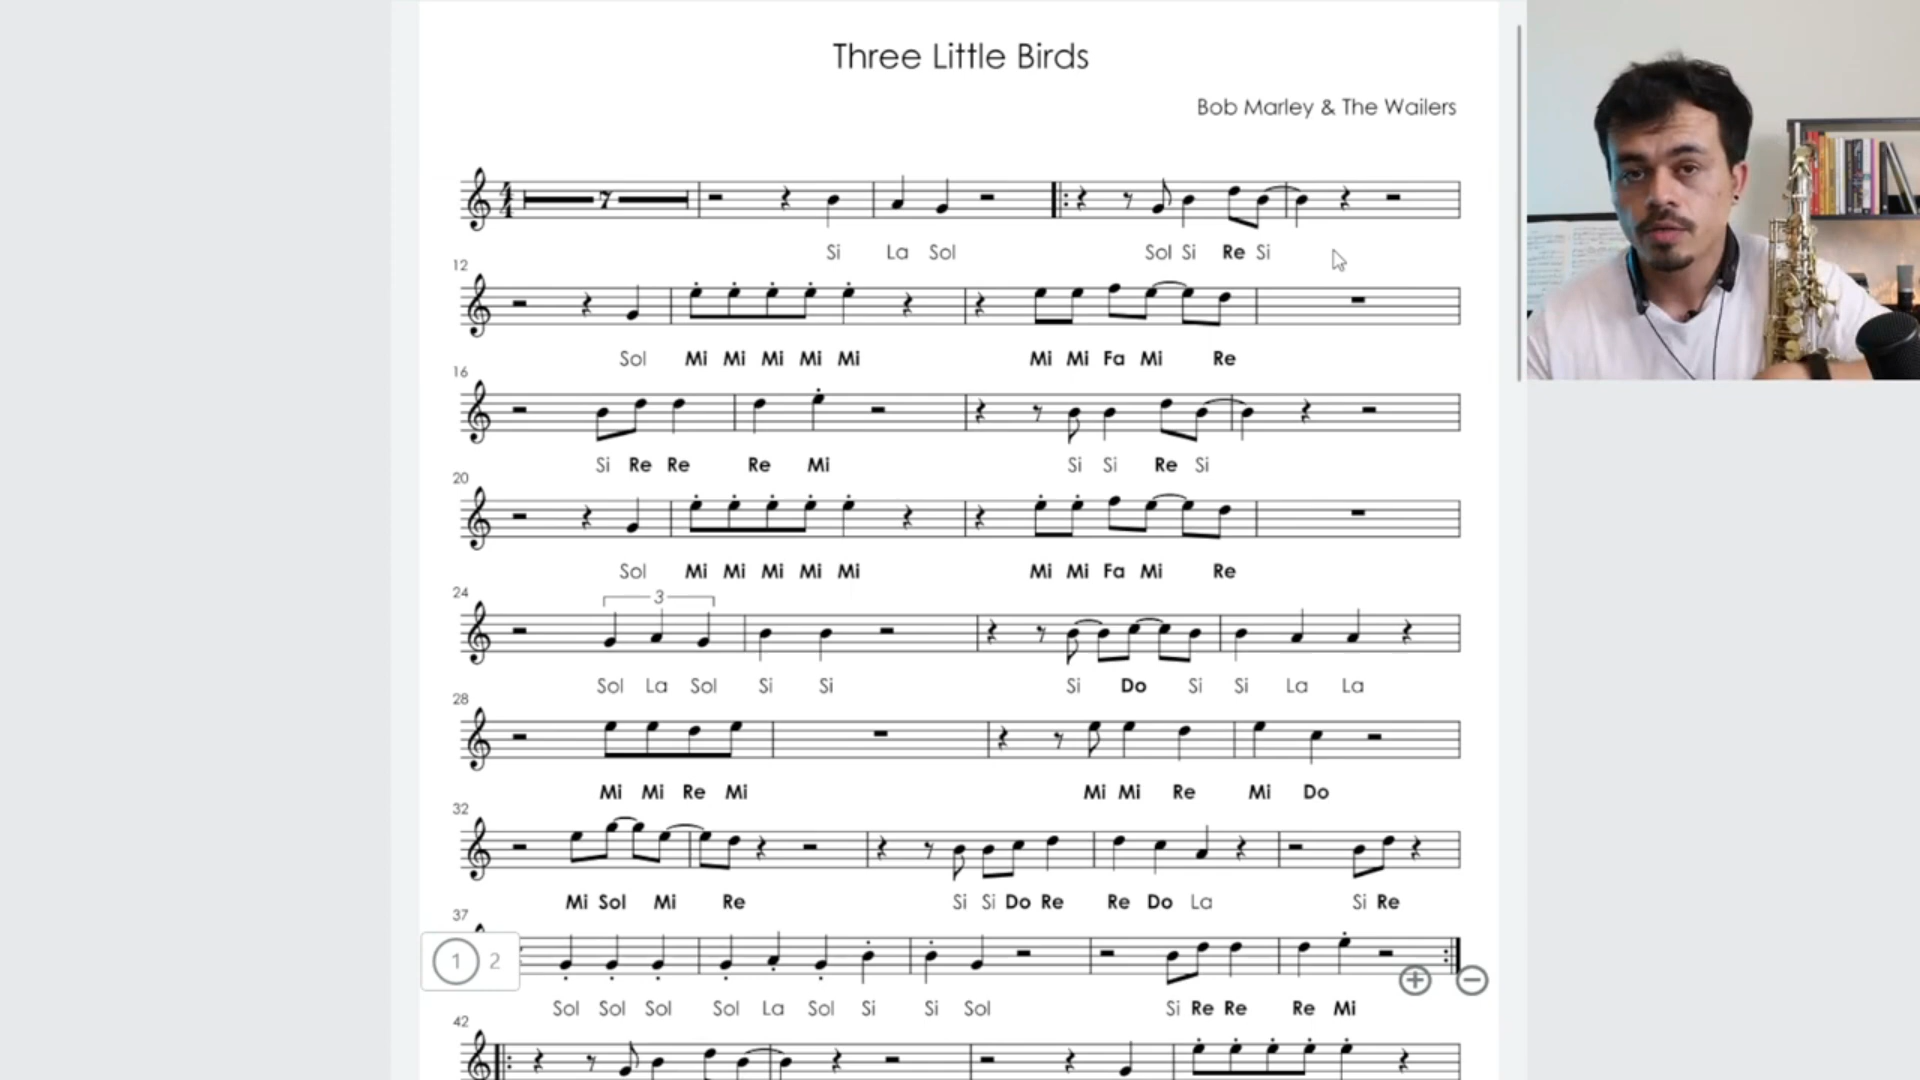 Three Little Birds
Bob Marley & The Wailers
7
Si La Sol Sol Si Re Si
12
Sol Mi Mi Mi Mi Mi Mi Mi Fa Mi Re
16
Si Re Re Re Mi Si Si Re Si
20
Sol Mi Mi Mi Mi Mi Mi Mi Fa Mi Re
24
3
Sol La Sol Si Si Si Do Si Si La La
28
Mi Mi Re Mi Mi Mi Re Mi Do
32
Mi Sol Mi Re Si Si Do Re Re Do La Si Re
37
1 2
Sol Sol Sol Sol La Sol Si Si Sol Si Re Re Re Mi
42